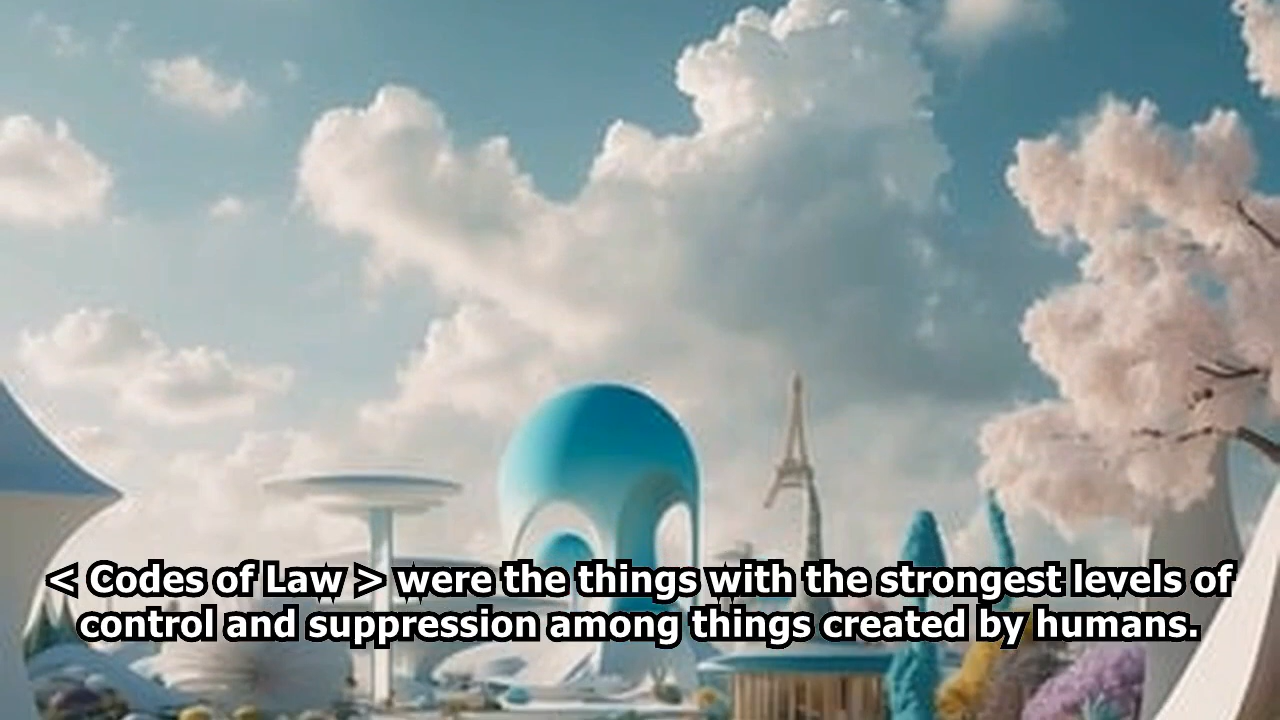 < Codes of Law > were the things with the strongest levels of
control and suppression among things created by humans.